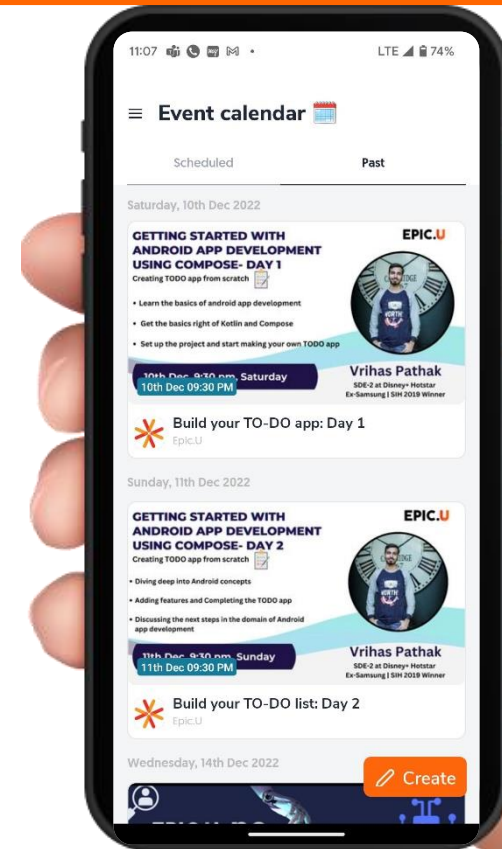 11:07
LTE 74%
Event calendar
Scheduled
Past
Saturday, 10th Dec 2022
GETTING STARTED WITH
ANDROID APP DEVELOPMENT
USING COMPOSE- DAY 1
Creating TODO app from scratch
• Learn the basics of android app development
• Get the basics right of Kotlin and Compose
• Set up the project and start making your own TODO app
10th Dec, 9:30 pm, Saturday
10th Dec 09:30 PM
EPIC.U
Vrihas Pathak
SDE-2 at Disney+ Hotstar
Ex-Samsung | SIH 2019 Winner
Build your TO-DO app: Day 1
Epic.U
Sunday, 11th Dec 2022
GETTING STARTED WITH
ANDROID APP DEVELOPMENT
USING COMPOSE- DAY 2
Creating TODO app from scratch
• Diving deep into Android concepts
• Adding features and Completing the TODO app
• Discussing the next steps in the domain of Android
app development
11th Dec, 9:30 pm, Sunday
11th Dec 09:30 PM
EPIC.U
Vrihas Pathak
SDE-2 at Disney+ Hotstar
Ex-Samsung | SIH 2019 Winner
Build your TO-DO list: Day 2
Epic.U
Wednesday, 14th Dec 2022
Create